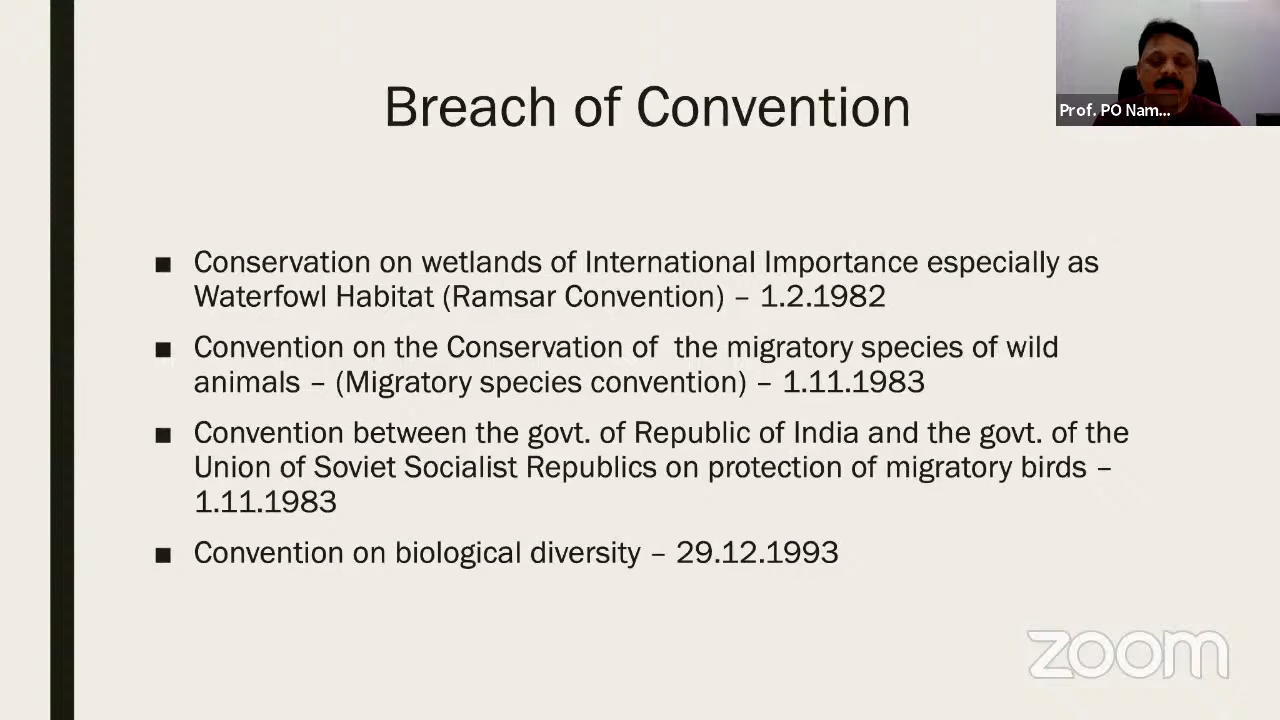 Breach of Convention
Prof. PO Nam...
■ Conservation on wetlands of International Importance especially as
Waterfowl Habitat (Ramsar Convention) – 1.2.1982
■ Convention on the Conservation of  the migratory species of wild
animals – (Migratory species convention) – 1.11.1983
■ Convention between the govt. of Republic of India and the govt. of the
Union of Soviet Socialist Republics on protection of migratory birds –
1.11.1983
■ Convention on biological diversity – 29.12.1993
zoom